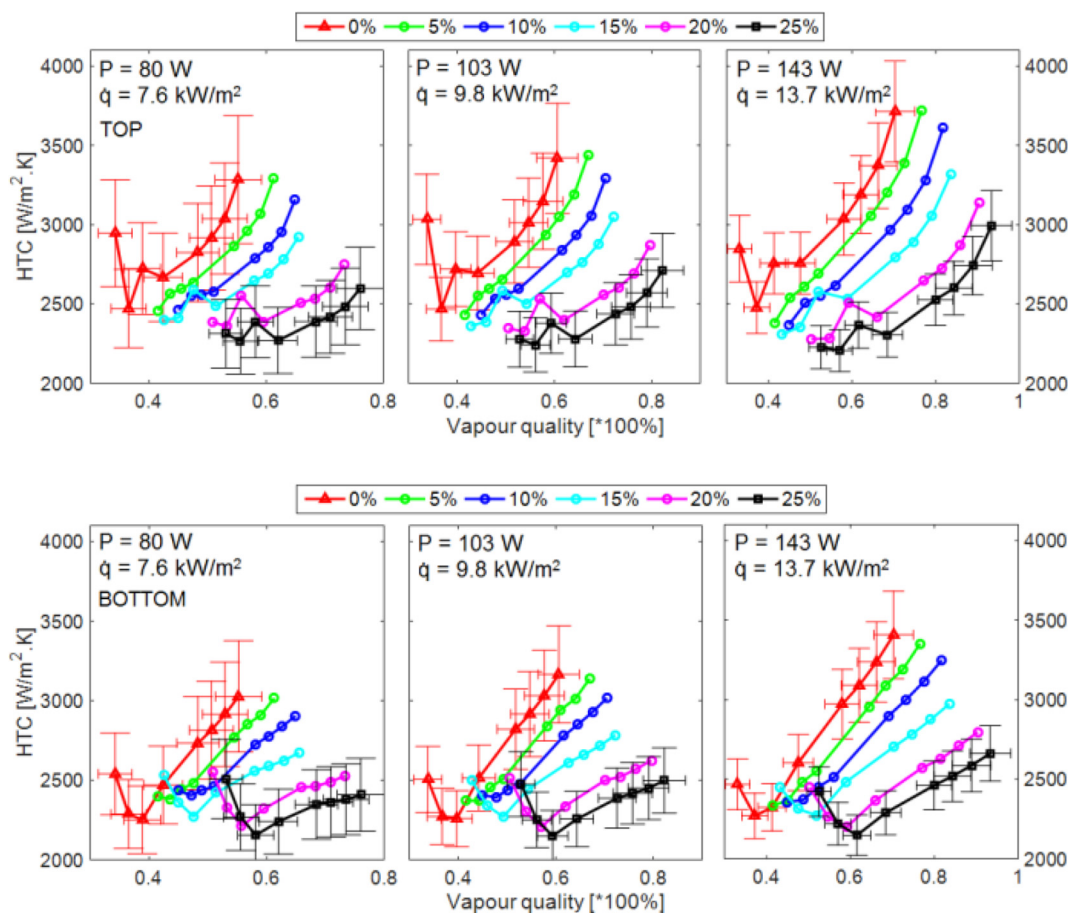 0% 5% 10% 15% 20% 25%
P = 80 W
q̇ = 7.6 kW/m²
TOP
P = 103 W
q̇ = 9.8 kW/m²
P = 143 W
q̇ = 13.7 kW/m²
HTC [W/m².K]
4000
3500
3000
2500
2000
4000
3500
3000
2500
2000
0.4 0.6 0.8 0.4 0.6 0.8 0.4 0.6 0.8 1
Vapour quality [*100%]
0% 5% 10% 15% 20% 25%
P = 80 W
q̇ = 7.6 kW/m²
BOTTOM
P = 103 W
q̇ = 9.8 kW/m²
P = 143 W
q̇ = 13.7 kW/m²
HTC [W/m².K]
4000
3500
3000
2500
2000
4000
3500
3000
2500
2000
0.4 0.6 0.8 0.4 0.6 0.8 0.4 0.6 0.8 1
Vapour quality [*100%]